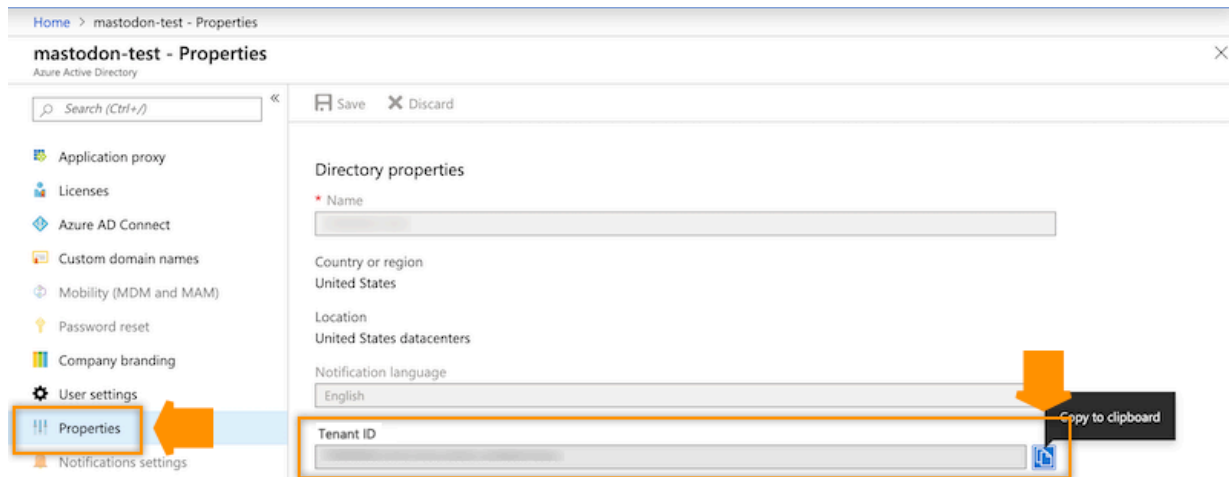 Home > mastodon-test - Properties
mastodon-test - Properties
Azure Active Directory
Search (Ctrl+/)
Save
Discard
Application proxy
Licenses
Azure AD Connect
Custom domain names
Mobility (MDM and MAM)
Password reset
Company branding
User settings
Properties
Notifications settings
Directory properties
* Name
Country or region
United States
Location
United States datacenters
Notification language
English
Tenant ID
Copy to clipboard